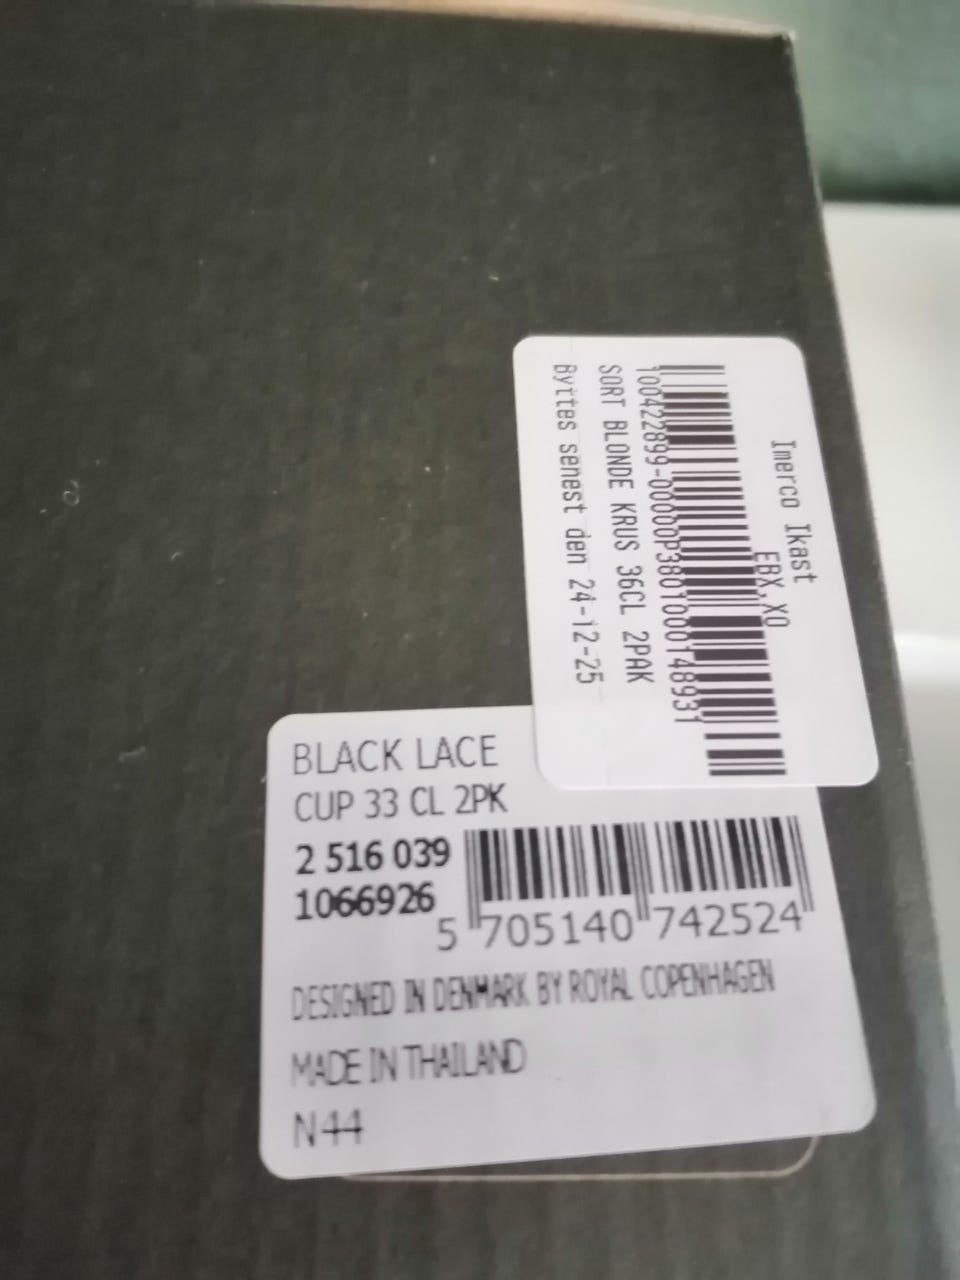 Imerco Ikast
EBX,XO
100422899-00000P3801000148931
SORT BLONDE KRUS 36CL 2PAK
Byttes senest den 24-12-25
BLACK LACE
CUP 33 CL 2PK
2 516 039
1066926
5 705140 742524
DESIGNED IN DENMARK BY ROYAL COPENHAGEN
MADE IN THAILAND
N44